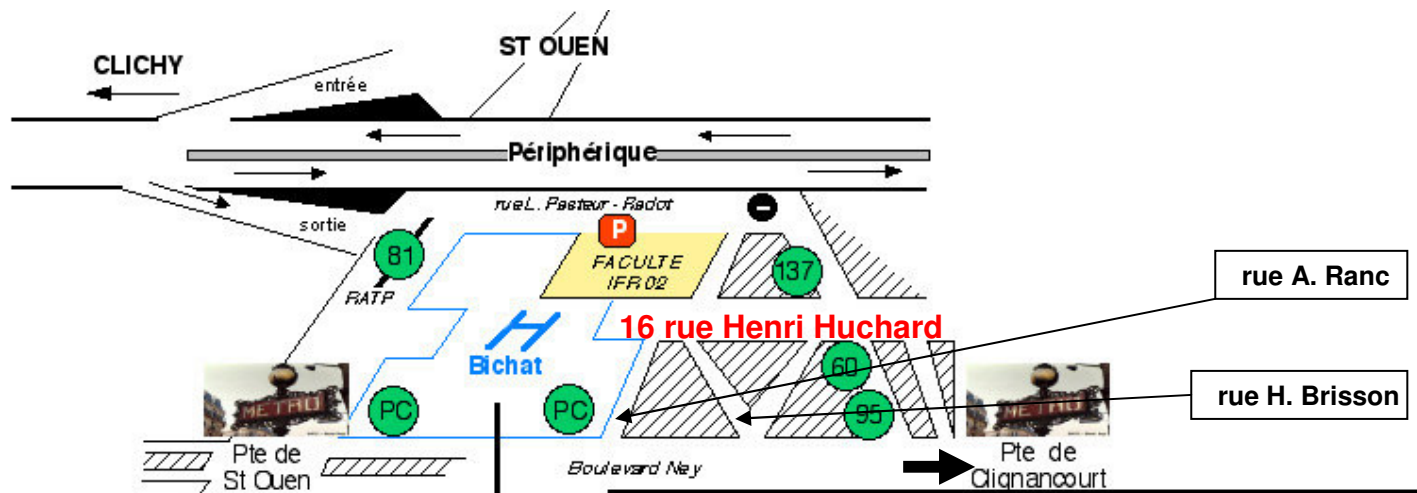 ST OUEN
CLICHY
entrée
Périphérique
rue L. Pasteur - Radot
sortie
P
81
FACULTE
IFR 02
137
RATP
rue A. Ranc
16 rue Henri Huchard
H
Bichat
60
METRO
METRO
PC
PC
95
rue H. Brisson
Pte de
St Ouen
Boulevard Ney
Pte de
Clignancourt